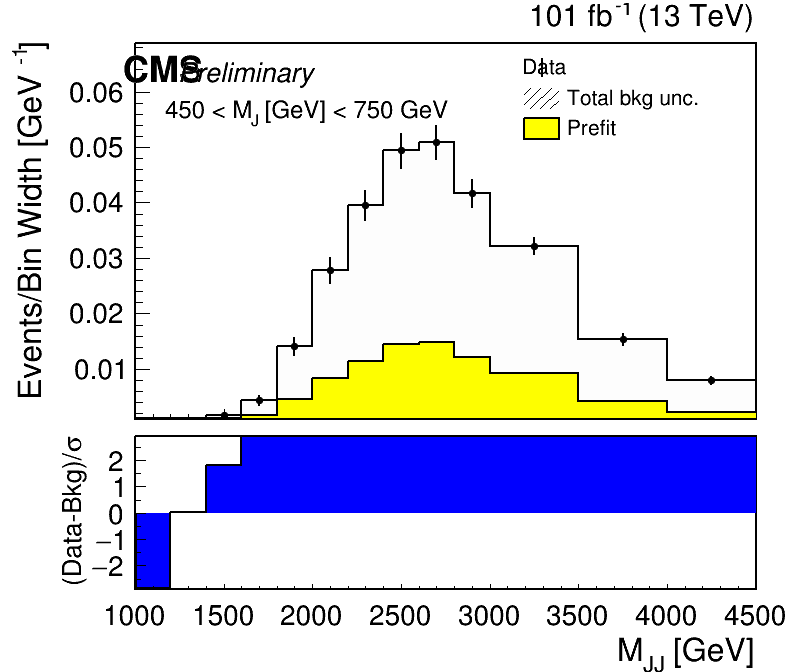 101 fb⁻¹ (13 TeV)
CMS Preliminary
450 < M_J [GeV] < 750 GeV
Data
Total bkg unc.
Prefit
Events/Bin Width [GeV⁻¹]
0.06
0.05
0.04
0.03
0.02
0.01
(Data-Bkg)/σ
2
1
0
−1
−2
1000 1500 2000 2500 3000 3500 4000 4500
M_JJ [GeV]